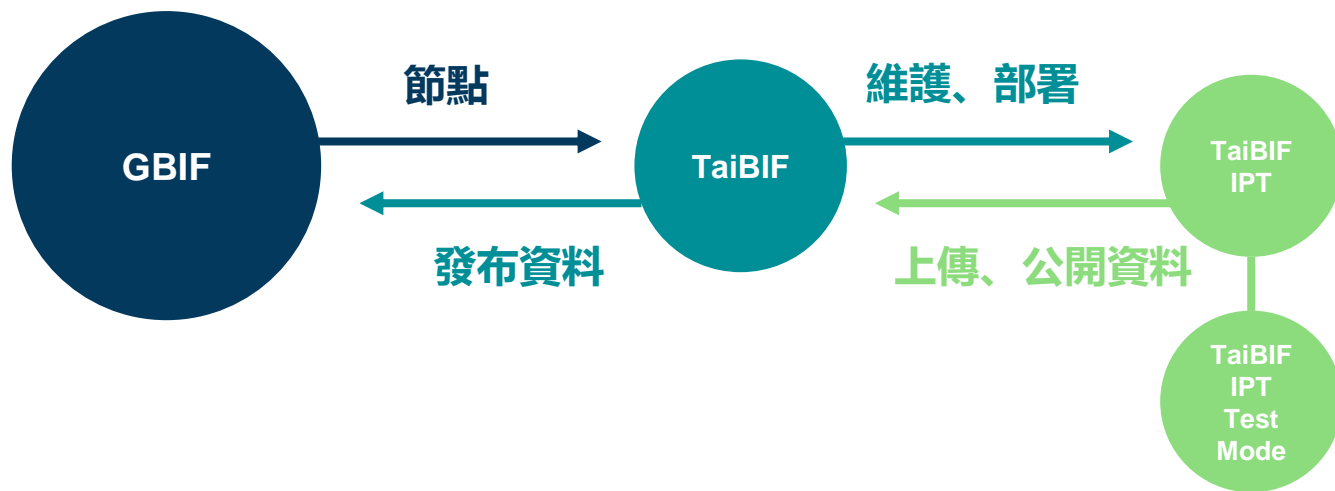 節點
維護、部署
GBIF
TaiBIF
TaiBIF
IPT
發布資料
上傳、公開資料
TaiBIF
IPT
Test
Mode